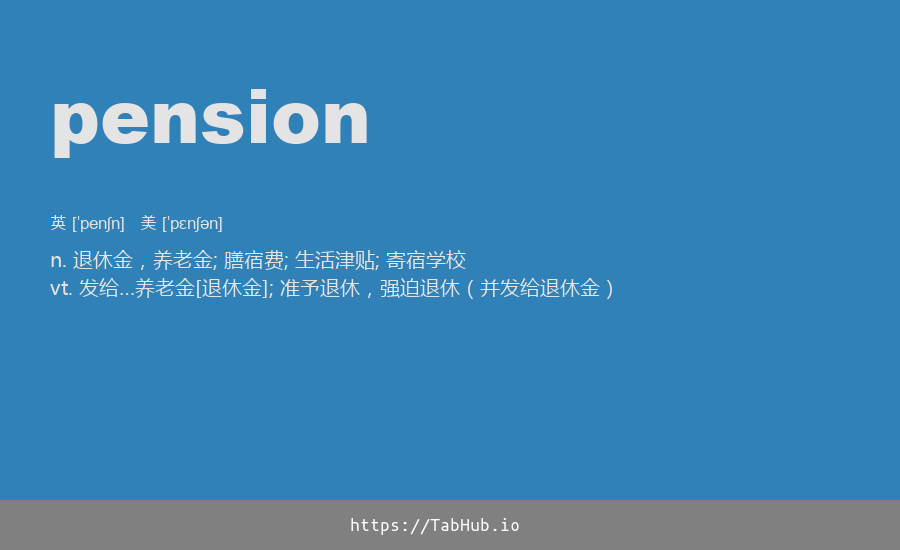 pension
英 [ˈpenʃn] 美 [ˈpɛnʃən]
n. 退休金，养老金; 膳宿费; 生活津贴; 寄宿学校
vt. 发给…养老金[退休金]; 准予退休，强迫退休（并发给退休金）
https://TabHub.io